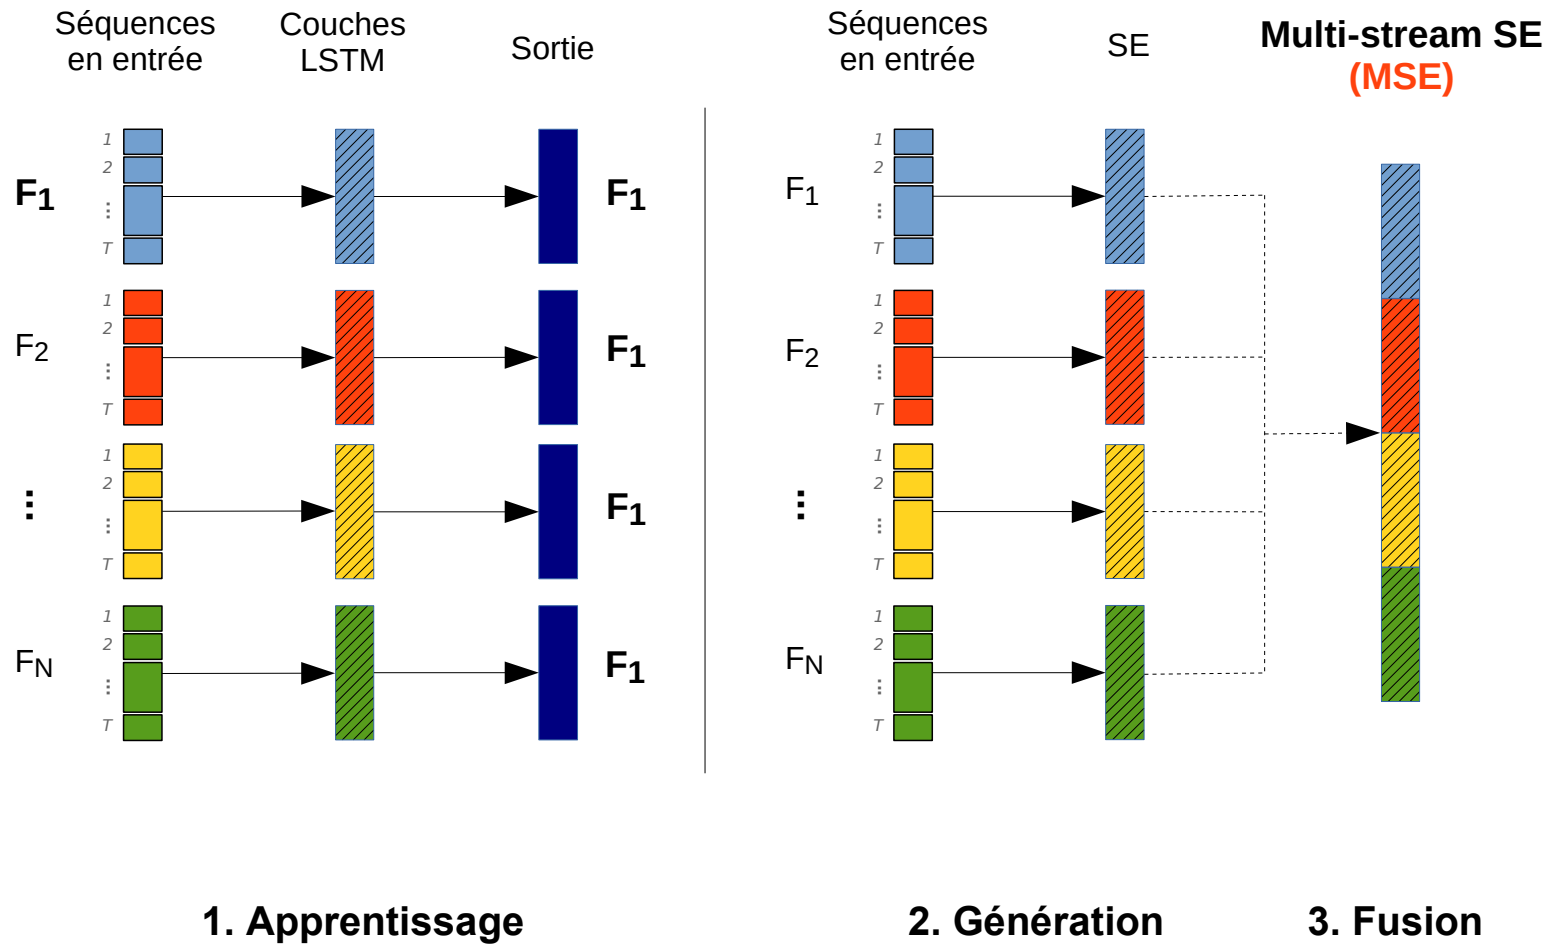 Séquences
en entrée
Couches
LSTM
Sortie
Séquences
en entrée
SE
Multi-stream SE
(MSE)
F1
1
2
...
T
F1
F1
1
2
...
T
F2
1
2
...
T
F1
F2
1
2
...
T
...
1
2
...
T
F1
...
1
2
...
T
FN
1
2
...
T
F1
FN
1
2
...
T
1. Apprentissage
2. Génération
3. Fusion